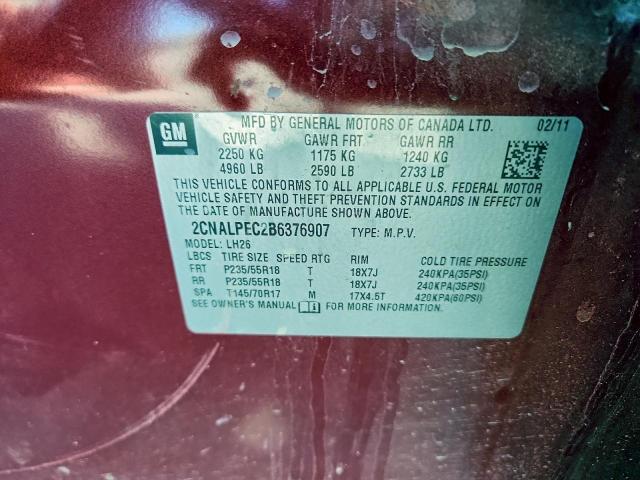 GM
MFD BY GENERAL MOTORS OF CANADA LTD. 02/11
GVWR GAWR FRT GAWR RR
2250 KG 1175 KG 1240 KG
4960 LB 2590 LB 2733 LB
THIS VEHICLE CONFORMS TO ALL APPLICABLE U.S. FEDERAL MOTOR
VEHICLE SAFETY AND THEFT PREVENTION STANDARDS IN EFFECT ON
THE DATE OF MANUFACTURE SHOWN ABOVE.
2CNALPEC2B6376907 TYPE: M.P.V.
MODEL: LH26
LBCS TIRE SIZE SPEED RTG RIM COLD TIRE PRESSURE
FRT P235/55R18 T 18X7J 240KPA(35PSI)
RR P235/55R18 T 18X7J 240KPA(35PSI)
SPA T145/70R17 M 17X4.5T 420KPA(60PSI)
SEE OWNER'S MANUAL FOR MORE INFORMATION.